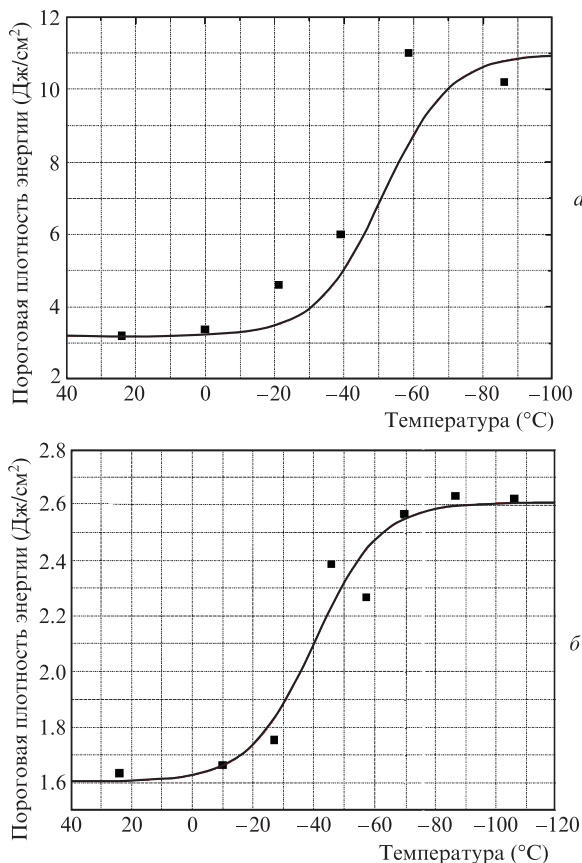 Пороговая плотность энергии (Дж/см²)
12
10
8
6
4
2
40 20 0 −20 −40 −60 −80 −100
Температура (°C)
а
Пороговая плотность энергии (Дж/см²)
2.8
2.6
2.4
2.2
2.0
1.8
1.6
40 20 0 −20 −40 −60 −80 −100 −120
Температура (°C)
б